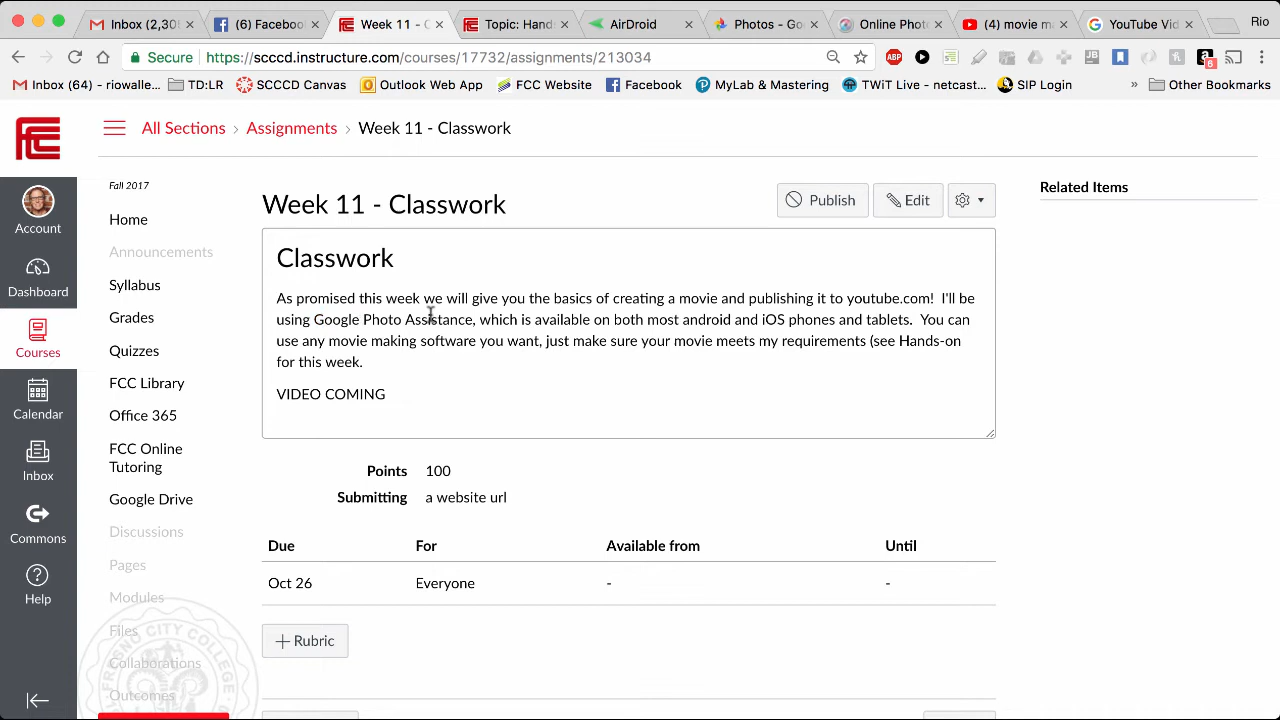 Inbox (2,30
(6) Faceboo
Week 11 - C
Topic: Hand
AirDroid
Photos - Go
Online Phot
(4) movie m
YouTube Vid
Rio
Secure
https://scccd.instructure.com/courses/17732/assignments/213034
ABP
JB
8
Inbox (64) - riowalle...
TD:LR
SCCCD Canvas
Outlook Web App
FCC Website
Facebook
MyLab & Mastering
TWiT Live - netcast...
SIP Login
»
Other Bookmarks
All Sections › Assignments › Week 11 - Classwork
Account
Dashboard
Courses
Calendar
Inbox
Commons
Help
Fall 2017
Home
Announcements
Syllabus
Grades
Quizzes
FCC Library
Office 365
FCC Online
Tutoring
Google Drive
Discussions
Pages
Modules
Files
Collaborations
Outcomes
FRESNO CITY COLLEGE
Week 11 - Classwork
Publish
Edit
Classwork
As promised this week we will give you the basics of creating a movie and publishing it to youtube.com!  I'll be
using Google Photo Assistance, which is available on both most android and iOS phones and tablets.  You can
use any movie making software you want, just make sure your movie meets my requirements (see Hands-on
for this week.
VIDEO COMING
Points 100
Submitting a website url
Due For Available from Until
Oct 26 Everyone - -
+ Rubric
Related Items